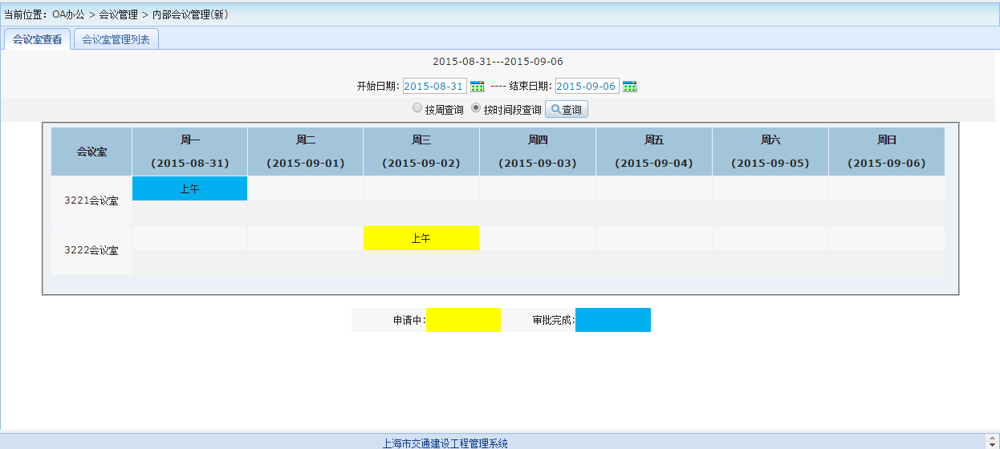 当前位置：OA办公 > 会议管理 > 内部会议管理(新)
会议室查看 会议室管理列表
2015-08-31---2015-09-06
开始日期: 2015-08-31 ---- 结束日期: 2015-09-06
按周查询 按时间段查询 查询
会议室 周一 周二 周三 周四 周五 周六 周日
(2015-08-31) (2015-09-01) (2015-09-02) (2015-09-03) (2015-09-04) (2015-09-05) (2015-09-06)
3221会议室 上午
3222会议室 上午
申请中: 审批完成:
上海市交通建设工程管理系统